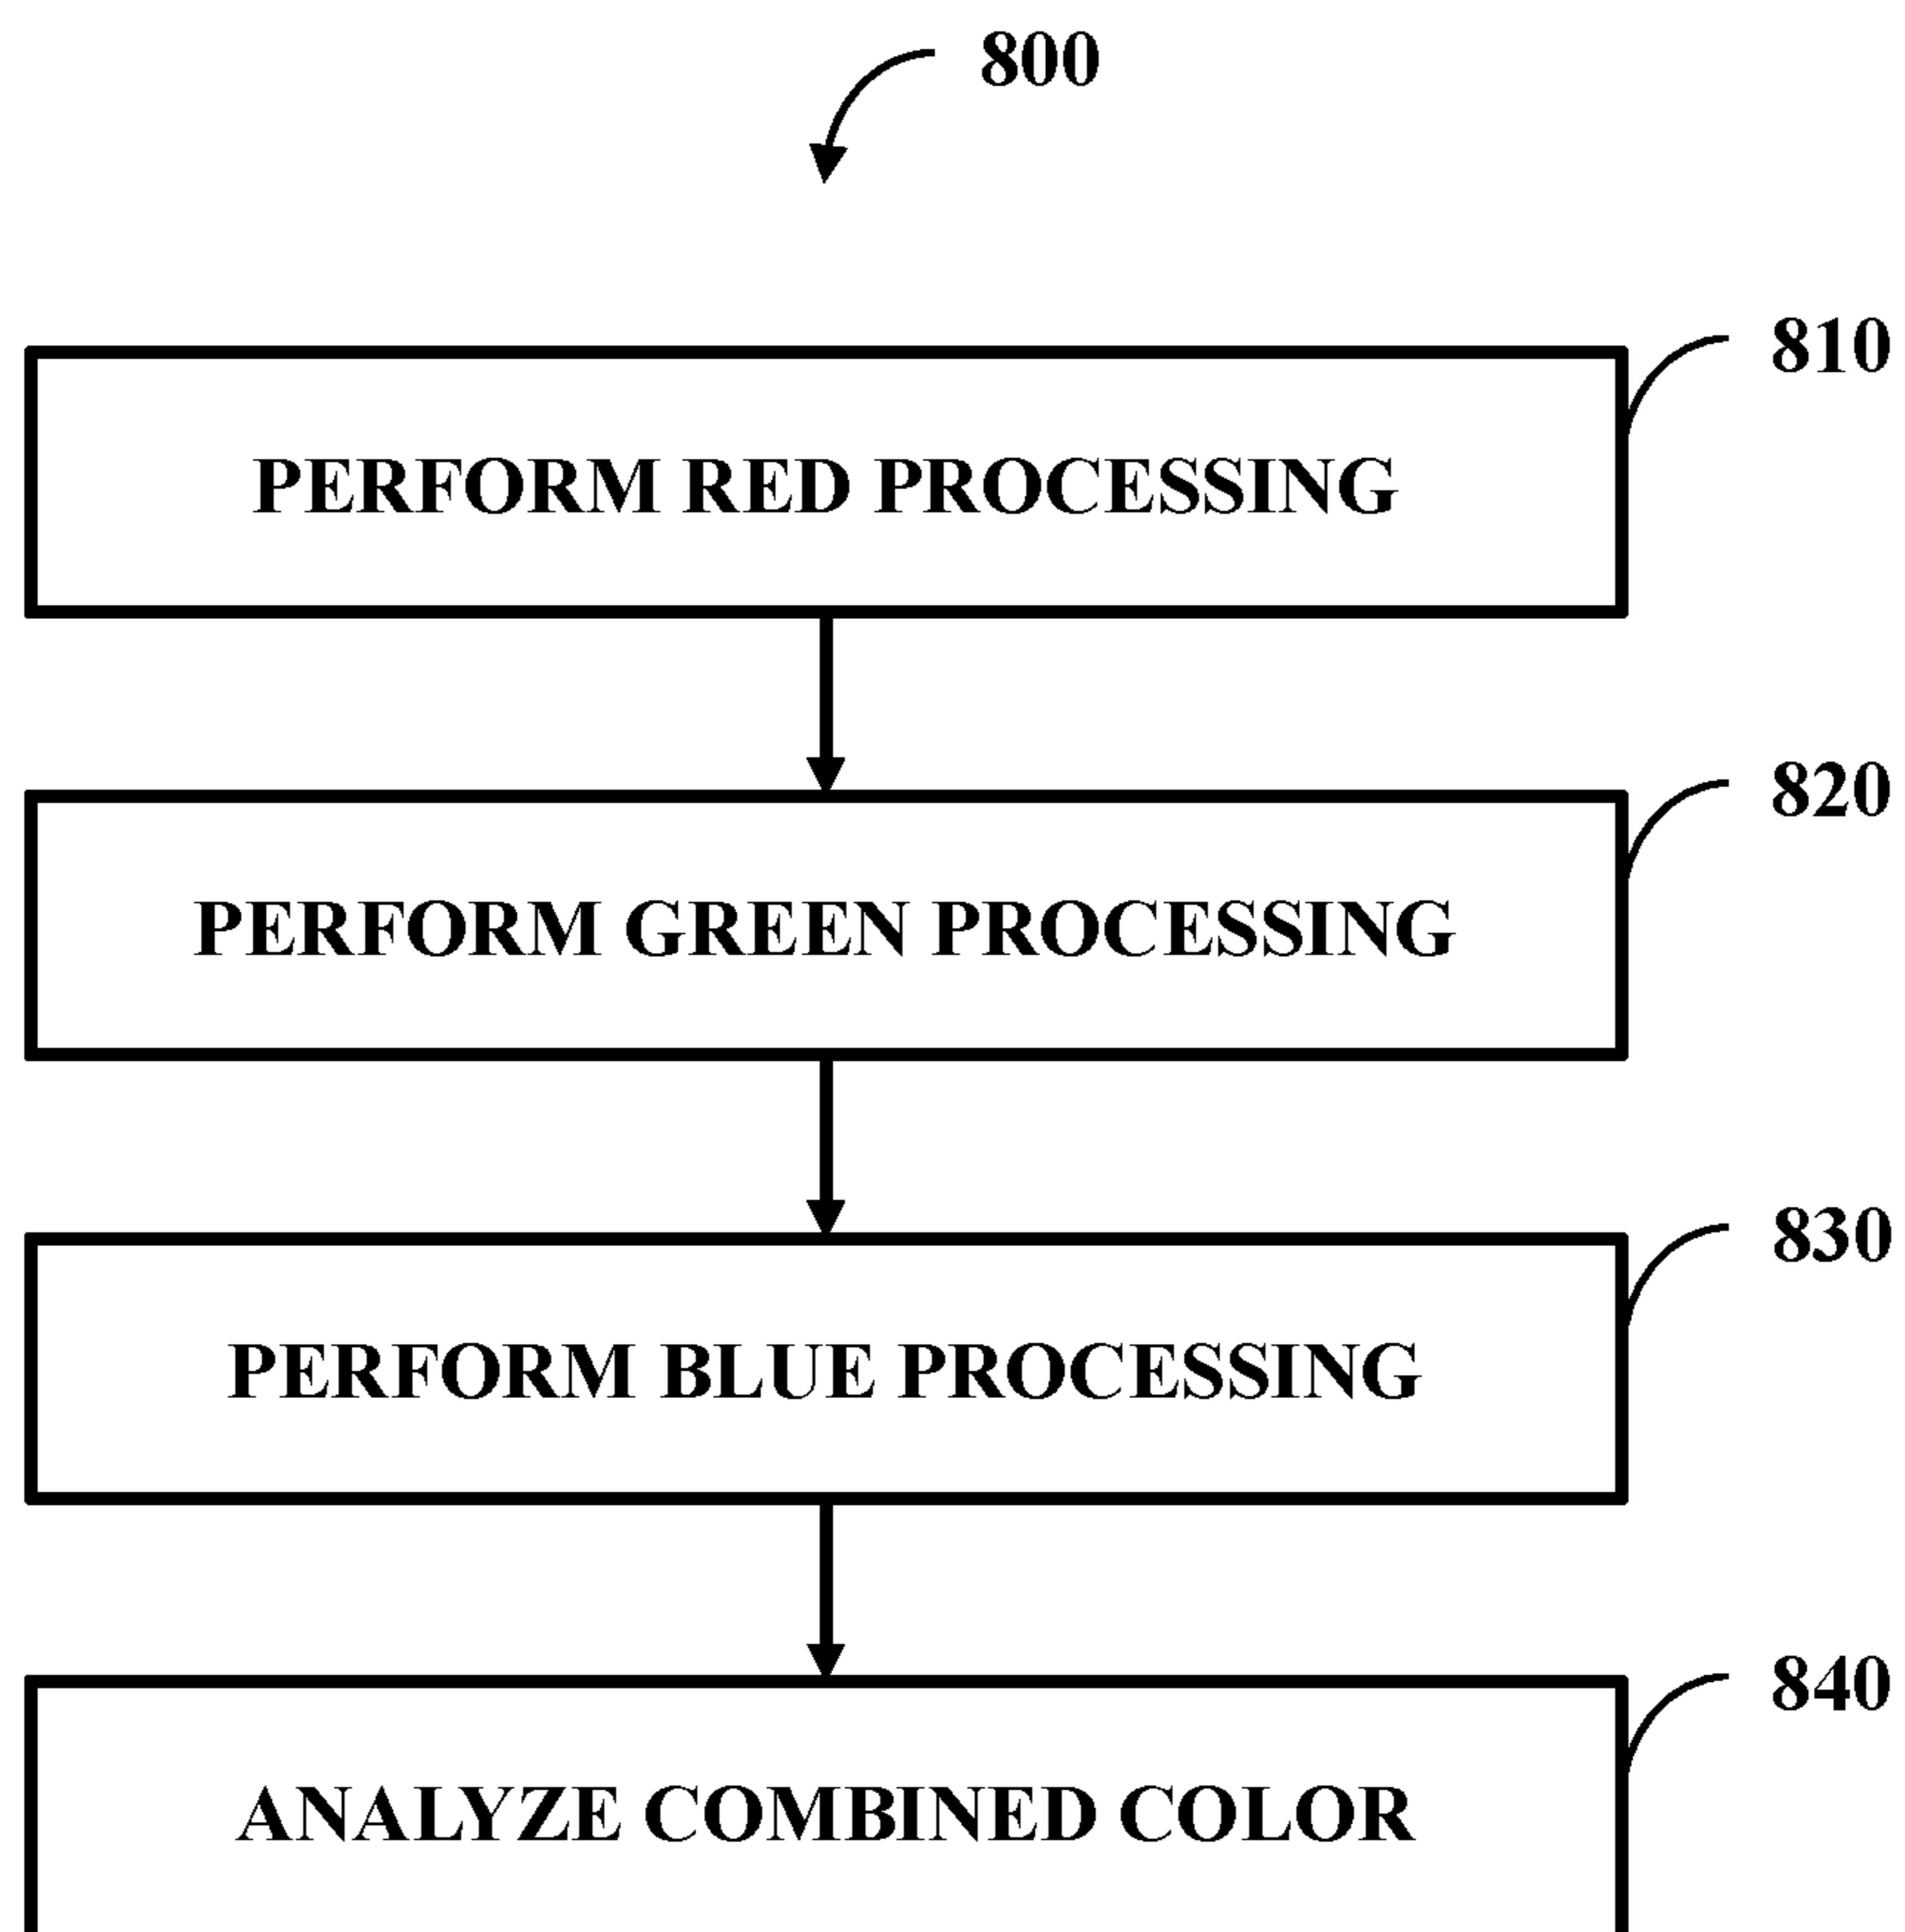 800
810
PERFORM RED PROCESSING
820
PERFORM GREEN PROCESSING
830
PERFORM BLUE PROCESSING
840
ANALYZE COMBINED COLOR